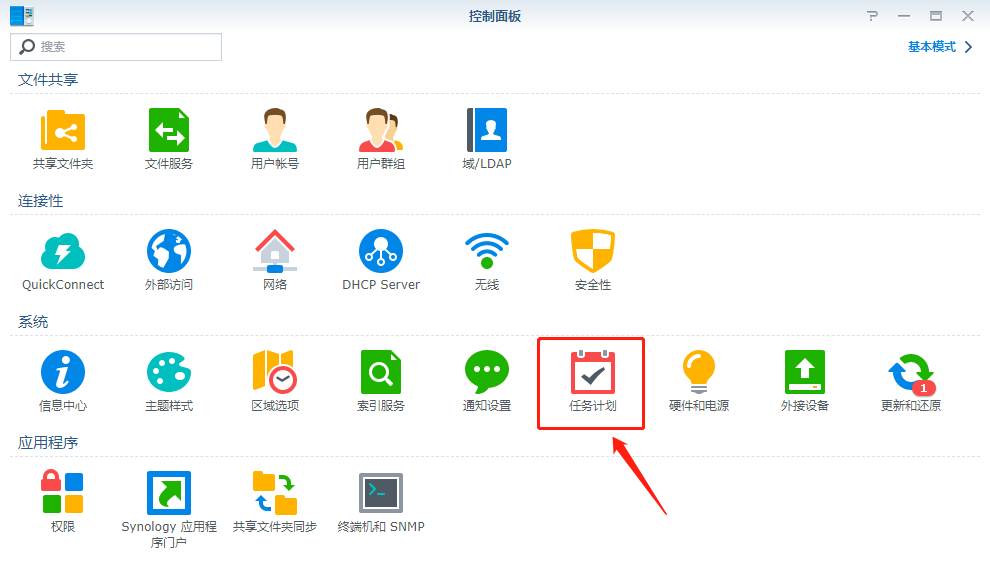 控制面板
搜索
基本模式
文件共享
共享文件夹
文件服务
用户帐号
用户群组
域/LDAP
连接性
QuickConnect
外部访问
网络
DHCP Server
无线
安全性
系统
信息中心
主题样式
区域选项
索引服务
通知设置
任务计划
硬件和电源
外接设备
1
更新和还原
应用程序
权限
Synology 应用程
序门户
共享文件夹同步
终端机和 SNMP